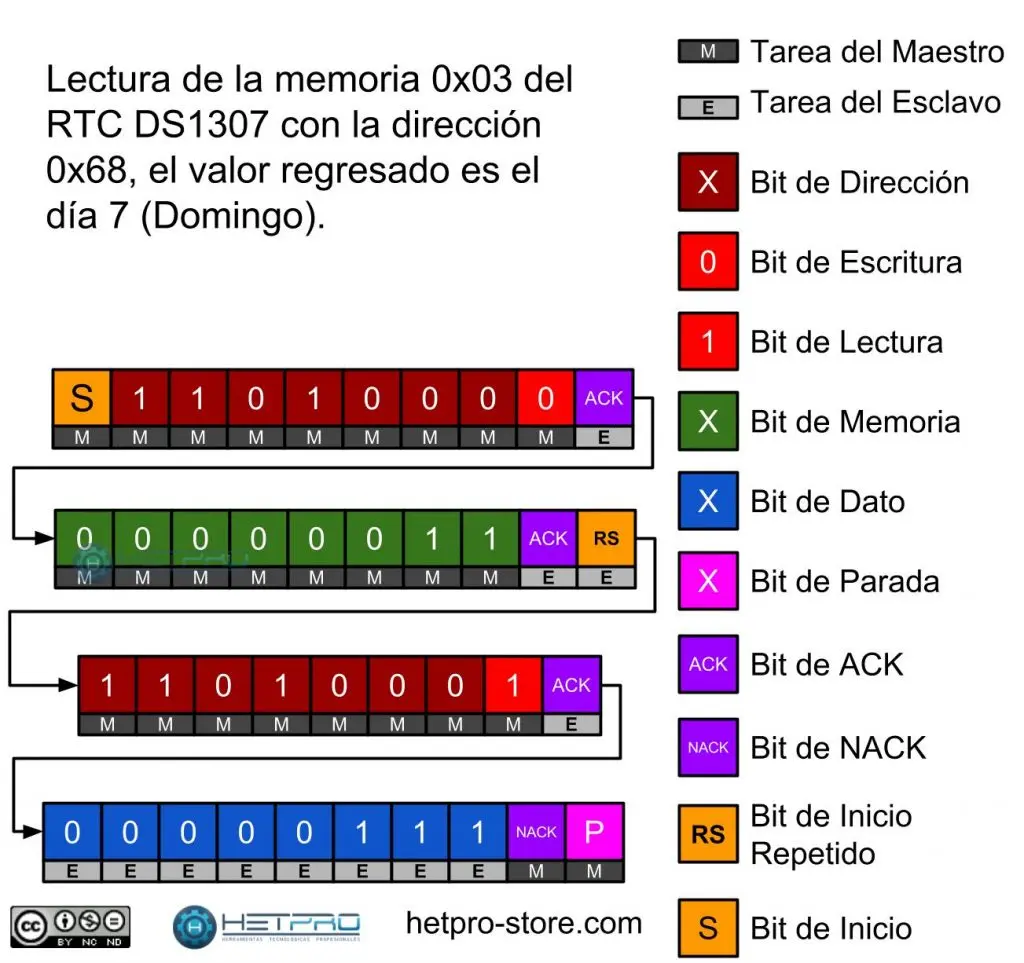 Lectura de la memoria 0x03 del
RTC DS1307 con la dirección
0x68, el valor regresado es el
día 7 (Domingo).
M Tarea del Maestro
E Tarea del Esclavo
X Bit de Dirección
0 Bit de Escritura
1 Bit de Lectura
X Bit de Memoria
X Bit de Dato
X Bit de Parada
ACK Bit de ACK
NACK Bit de NACK
RS Bit de Inicio
Repetido
S Bit de Inicio
S 1 1 0 1 0 0 0 0 ACK
M M M M M M M M M E
0 0 0 0 0 0 1 1 ACK RS
M M M M M M M M E E
1 1 0 1 0 0 0 1 ACK
M M M M M M M M E
0 0 0 0 0 1 1 1 NACK P
E E E E E E E E M M
cc BY NC ND
HETPRO
HERRAMIENTAS TECNOLÓGICAS PROFESIONALES
hetpro-store.com